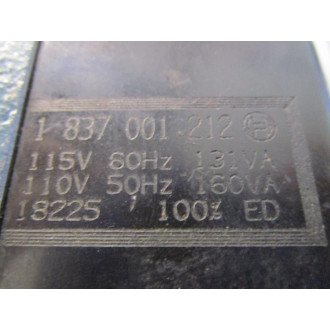 1 837 001 212
115V 60Hz 131VA
110V 50Hz 160VA
18225 100% ED